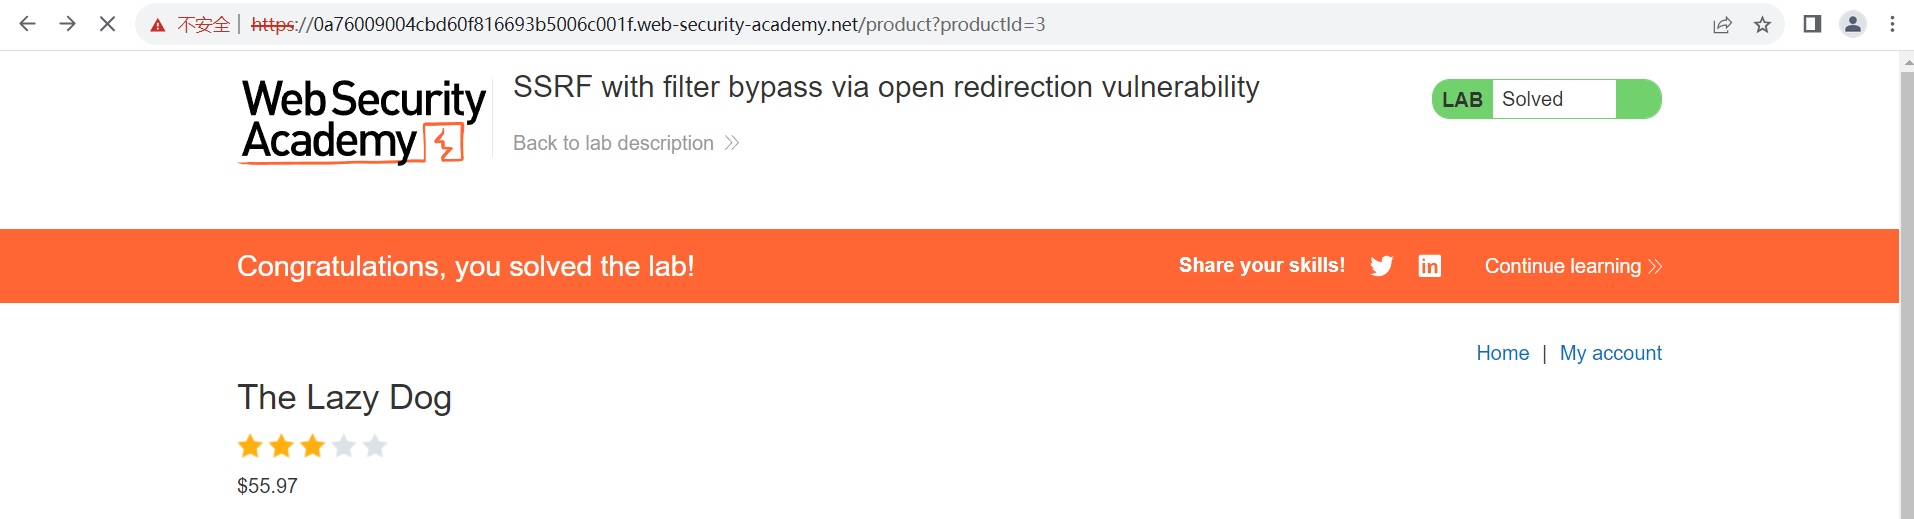 不安全 | https://0a76009004cbd60f816693b5006c001f.web-security-academy.net/product?productId=3
Web Security
Academy
SSRF with filter bypass via open redirection vulnerability
Back to lab description >>
LAB Solved
Congratulations, you solved the lab!
Share your skills!
in
Continue learning >>
Home | My account
The Lazy Dog
$55.97